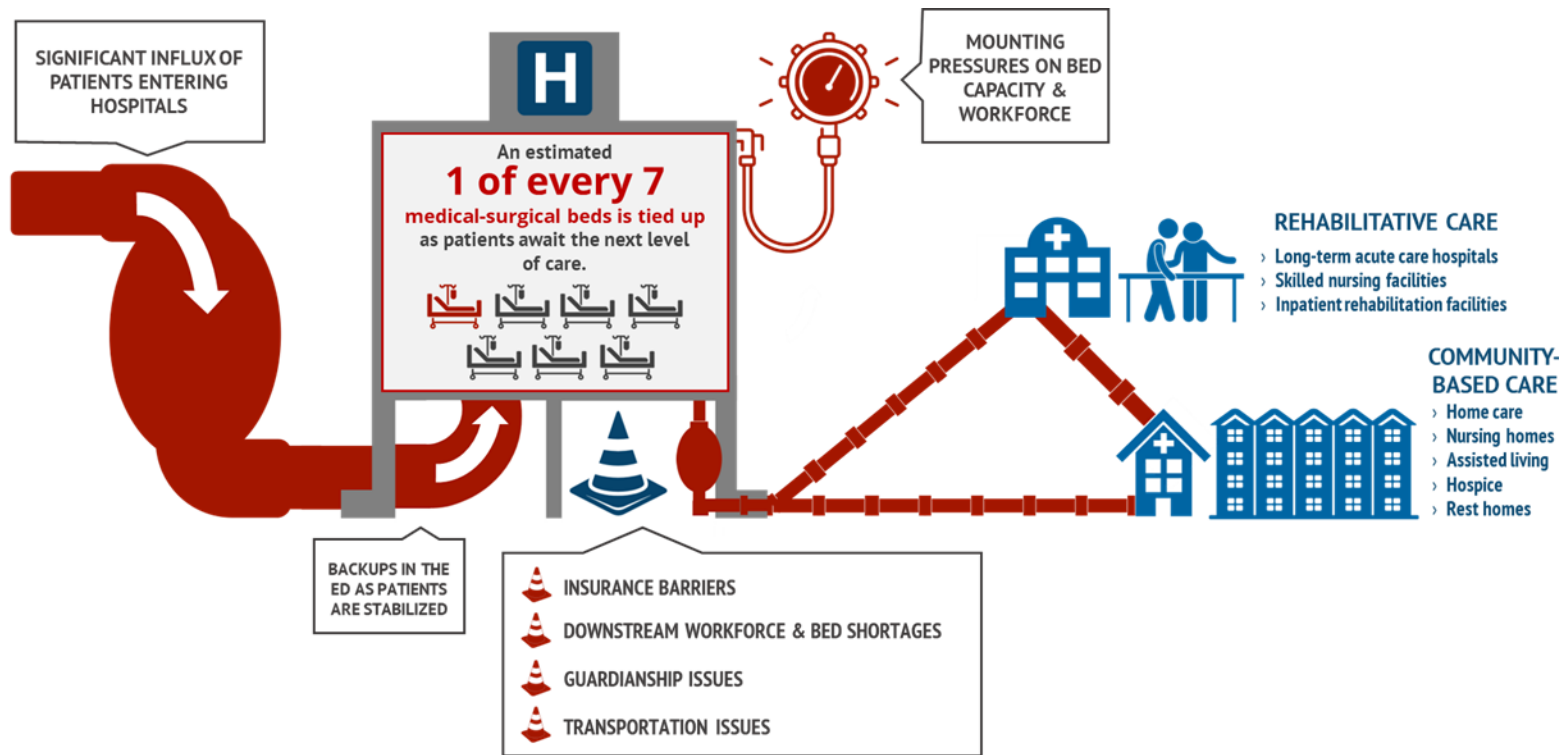 SIGNIFICANT INFLUX OF
PATIENTS ENTERING
HOSPITALS
H
MOUNTING
PRESSURES ON BED
CAPACITY &
WORKFORCE
An estimated
1 of every 7
medical-surgical beds is tied up
as patients await the next level
of care.
REHABILITATIVE CARE
› Long-term acute care hospitals
› Skilled nursing facilities
› Inpatient rehabilitation facilities
COMMUNITY-
BASED CARE
› Home care
› Nursing homes
› Assisted living
› Hospice
› Rest homes
BACKUPS IN THE
ED AS PATIENTS
ARE STABILIZED
INSURANCE BARRIERS
DOWNSTREAM WORKFORCE & BED SHORTAGES
GUARDIANSHIP ISSUES
TRANSPORTATION ISSUES